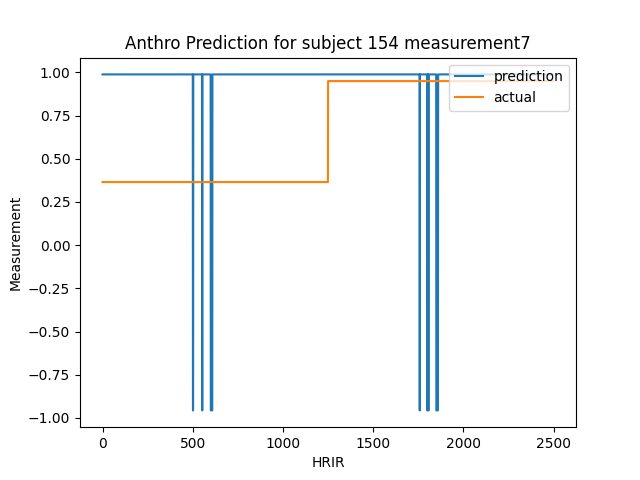 Anthro Prediction for subject 154 measurement7
prediction
actual
1.00
0.75
0.50
0.25
0.00
−0.25
−0.50
−0.75
−1.00
Measurement
0 500 1000 1500 2000 2500
HRIR